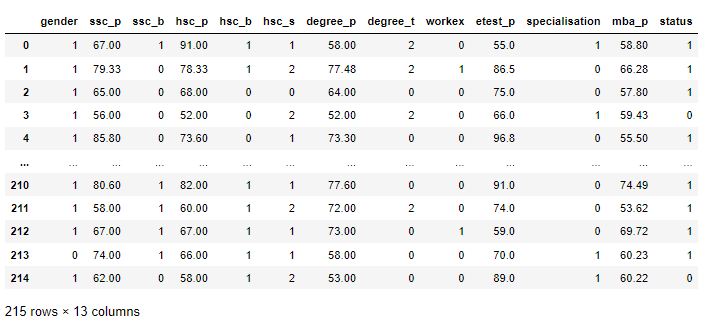 gender ssc_p ssc_b hsc_p hsc_b hsc_s degree_p degree_t workex etest_p specialisation mba_p status
0 1 67.00 1 91.00 1 1 58.00 2 0 55.0 1 58.80 1
1 1 79.33 0 78.33 1 2 77.48 2 1 86.5 0 66.28 1
2 1 65.00 0 68.00 0 0 64.00 0 0 75.0 0 57.80 1
3 1 56.00 0 52.00 0 2 52.00 2 0 66.0 1 59.43 0
4 1 85.80 0 73.60 0 1 73.30 0 0 96.8 0 55.50 1
... ... ... ... ... ... ... ... ... ... ... ... ... ...
210 1 80.60 1 82.00 1 1 77.60 0 0 91.0 0 74.49 1
211 1 58.00 1 60.00 1 2 72.00 2 0 74.0 0 53.62 1
212 1 67.00 1 67.00 1 1 73.00 0 1 59.0 0 69.72 1
213 0 74.00 1 66.00 1 1 58.00 0 0 70.0 1 60.23 1
214 1 62.00 0 58.00 1 2 53.00 0 0 89.0 1 60.22 0
215 rows × 13 columns